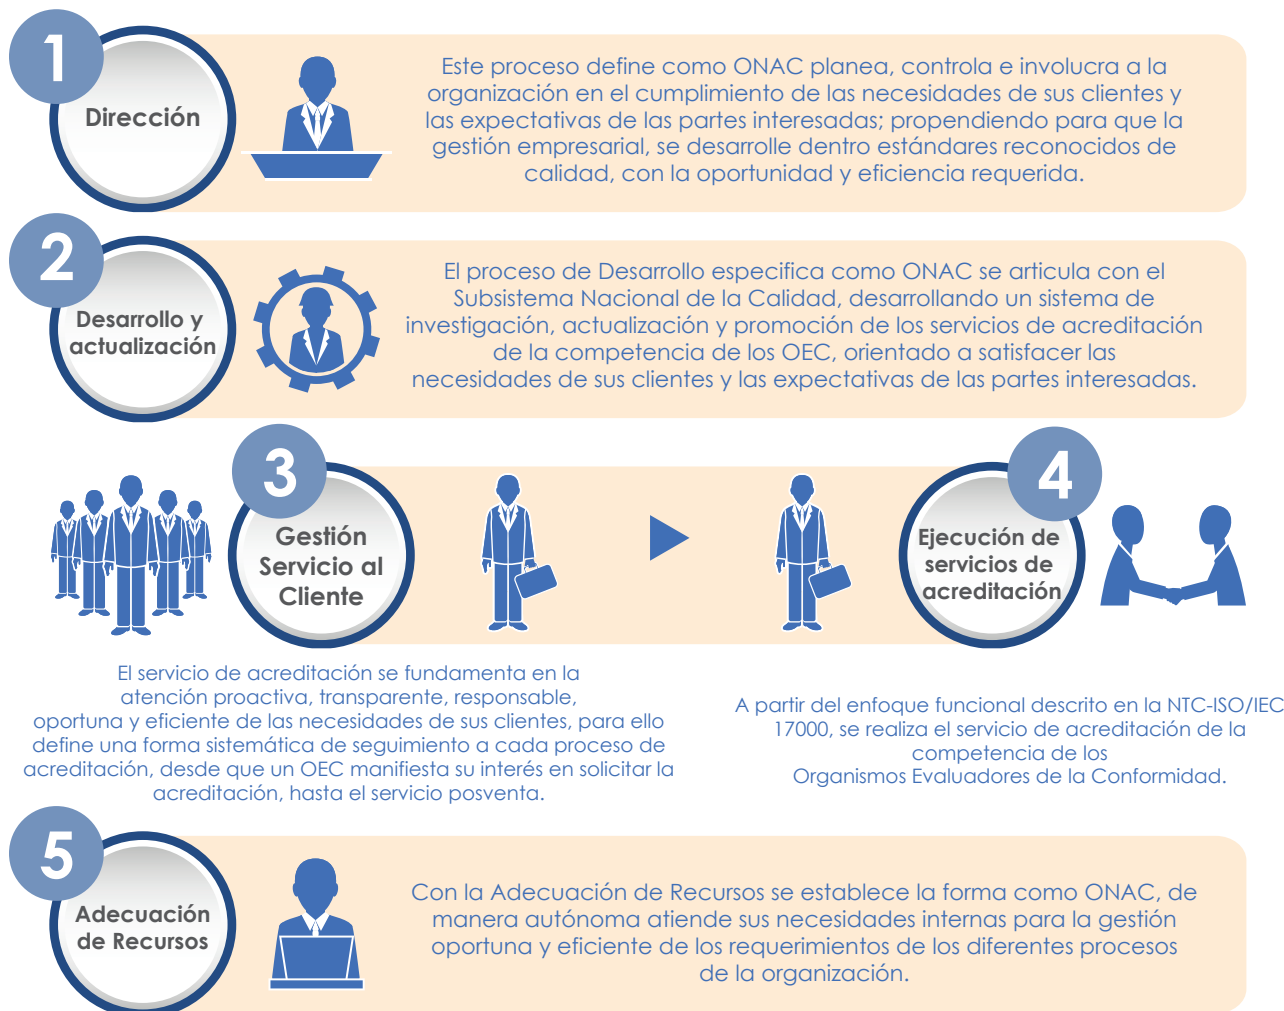 1
Dirección
Este proceso define como ONAC planea, controla e involucra a la
organización en el cumplimiento de las necesidades de sus clientes y
las expectativas de las partes interesadas; propendiendo para que la
gestión empresarial, se desarrolle dentro estándares reconocidos de
calidad, con la oportunidad y eficiencia requerida.
2
Desarrollo y
actualización
El proceso de Desarrollo especifica como ONAC se articula con el
Subsistema Nacional de la Calidad, desarrollando un sistema de
investigación, actualización y promoción de los servicios de acreditación
de la competencia de los OEC, orientado a satisfacer las
necesidades de sus clientes y las expectativas de las partes interesadas.
3
Gestión
Servicio al
Cliente
El servicio de acreditación se fundamenta en la
atención proactiva, transparente, responsable,
oportuna y eficiente de las necesidades de sus clientes, para ello
define una forma sistemática de seguimiento a cada proceso de
acreditación, desde que un OEC manifiesta su interés en solicitar la
acreditación, hasta el servicio posventa.
4
Ejecución de
servicios de
acreditación
A partir del enfoque funcional descrito en la NTC-ISO/IEC
17000, se realiza el servicio de acreditación de la
competencia de los
Organismos Evaluadores de la Conformidad.
5
Adecuación
de Recursos
Con la Adecuación de Recursos se establece la forma como ONAC, de
manera autónoma atiende sus necesidades internas para la gestión
oportuna y eficiente de los requerimientos de los diferentes procesos
de la organización.